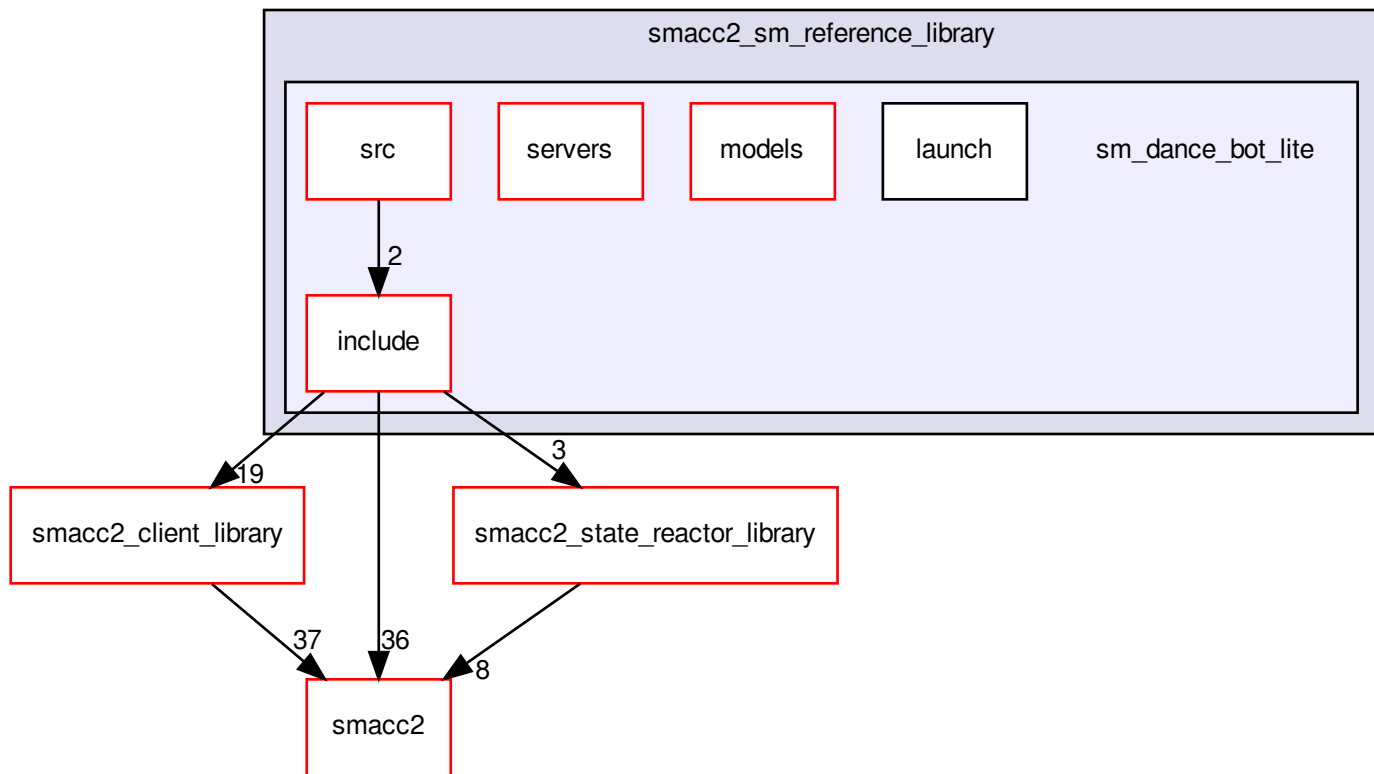 smacc2_sm_reference_library
src
servers
models
launch
sm_dance_bot_lite
2
include
19
3
smacc2_client_library
smacc2_state_reactor_library
37
36
8
smacc2